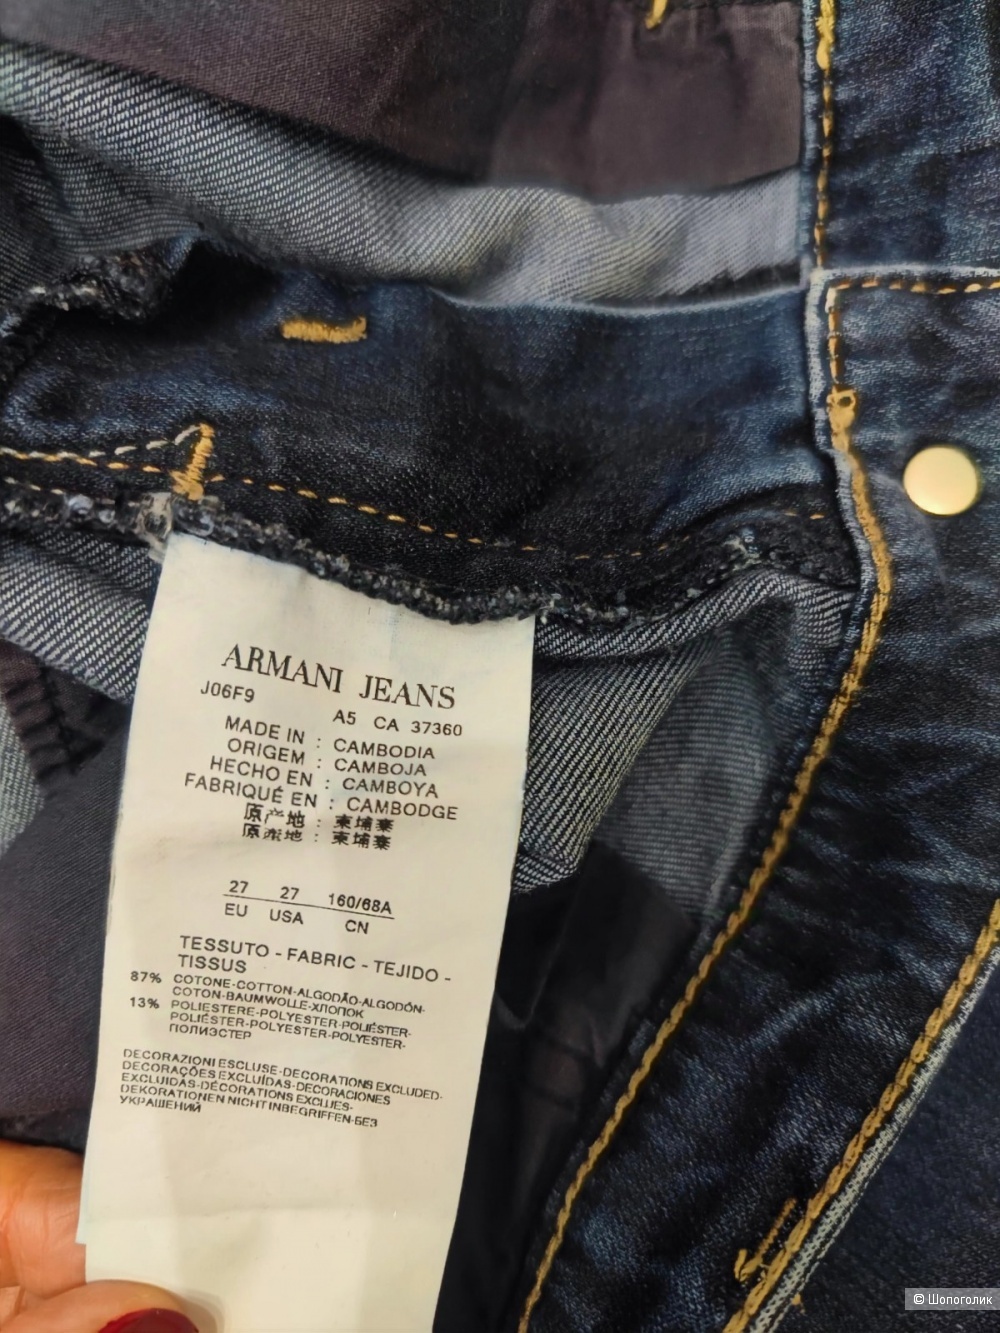 ARMANI JEANS
J06F9
A5 CA 37360
MADE IN : CAMBODIA
ORIGEM : CAMBOJA
HECHO EN : CAMBOYA
FABRIQUÉ EN : CAMBODGE
原产地 : 柬埔寨
原産地 : 柬埔寨
27 27 160/68A
EU USA CN
TESSUTO - FABRIC - TEJIDO -
TISSUS
87% COTONE-COTTON-ALGODÃO-ALGODÓN-
COTON-BAUMWOLLE-ХЛОПОК
13% POLIESTERE-POLYESTER-POLIÉSTER-
POLIÉSTER-POLYESTER-POLYESTER-
ПОЛИЭСТЕР
DECORAZIONI ESCLUSE-DECORATIONS EXCLUDED-
DECORAÇÕES EXCLUÍDAS-DECORACIONES
EXCLUIDAS-DÉCORATIONS EXCLUES-
DEKORATIONEN NICHT INBEGRIFFEN-БЕЗ
УКРАШЕНИЙ
© Шопоголик